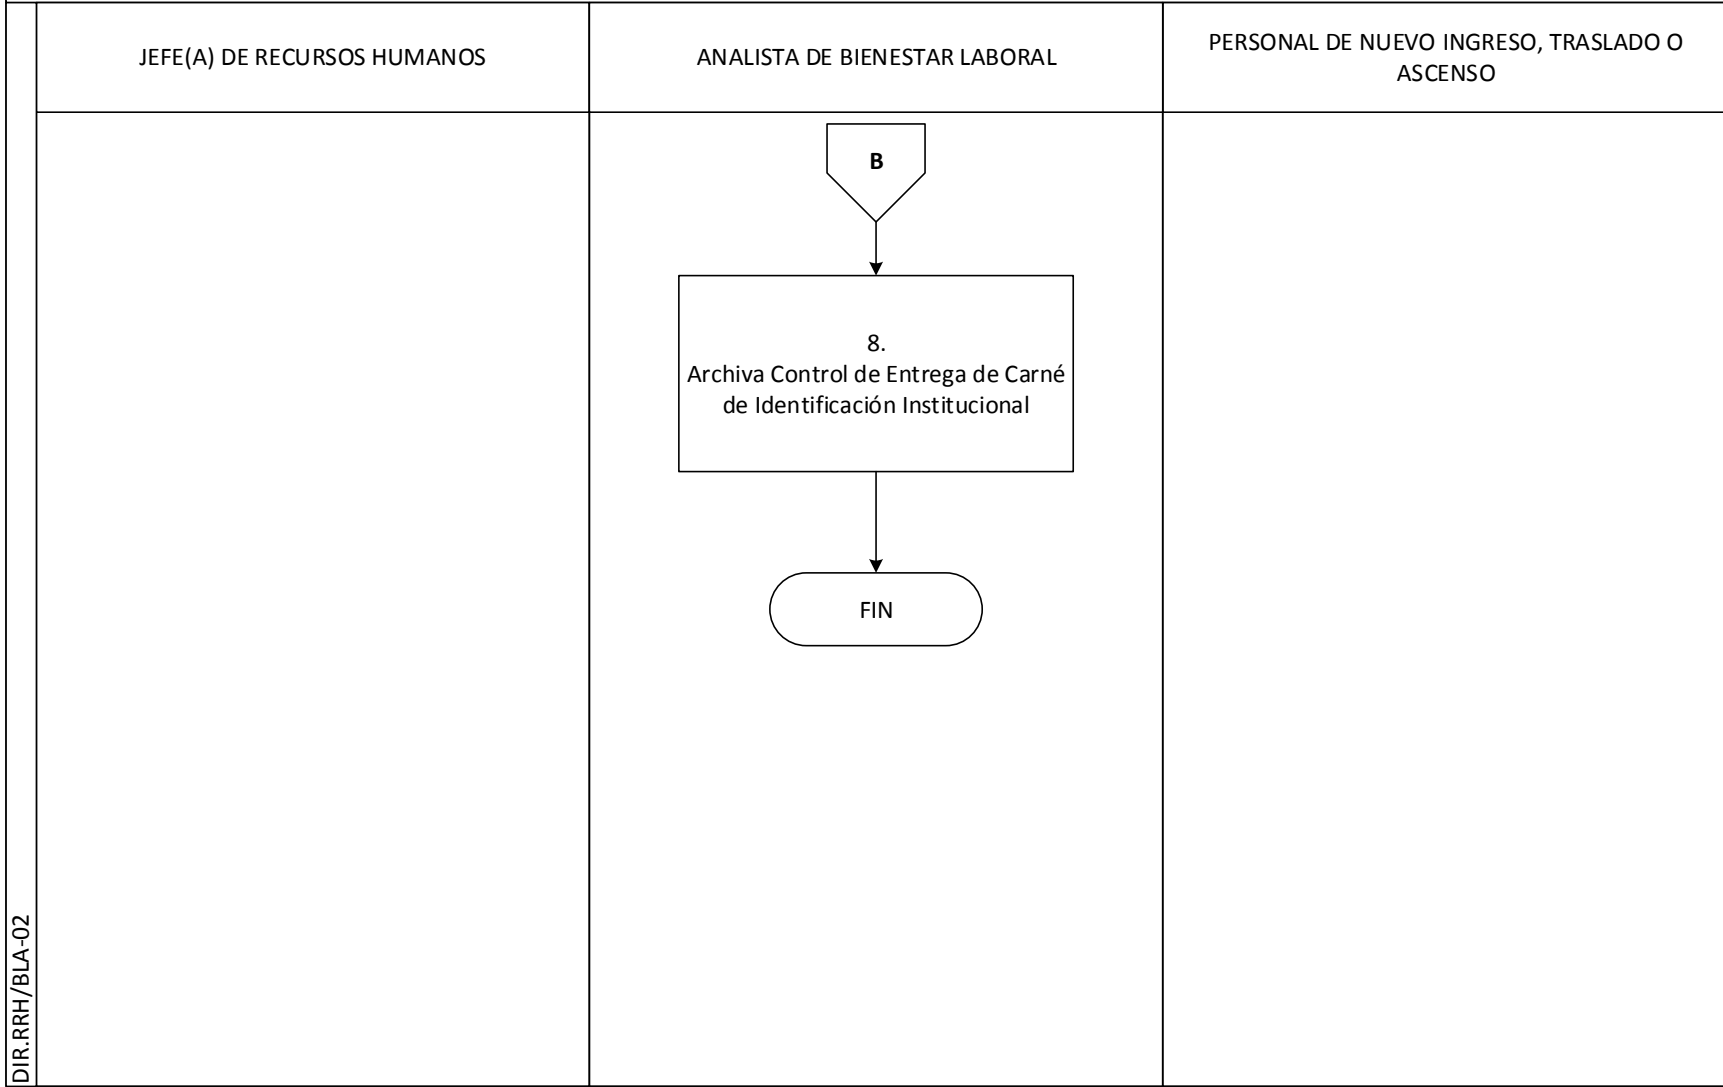 JEFE(A) DE RECURSOS HUMANOS
ANALISTA DE BIENESTAR LABORAL
PERSONAL DE NUEVO INGRESO, TRASLADO O
ASCENSO
B
8.
Archiva Control de Entrega de Carné
de Identificación Institucional
FIN
DIR.RRH/BLA-02